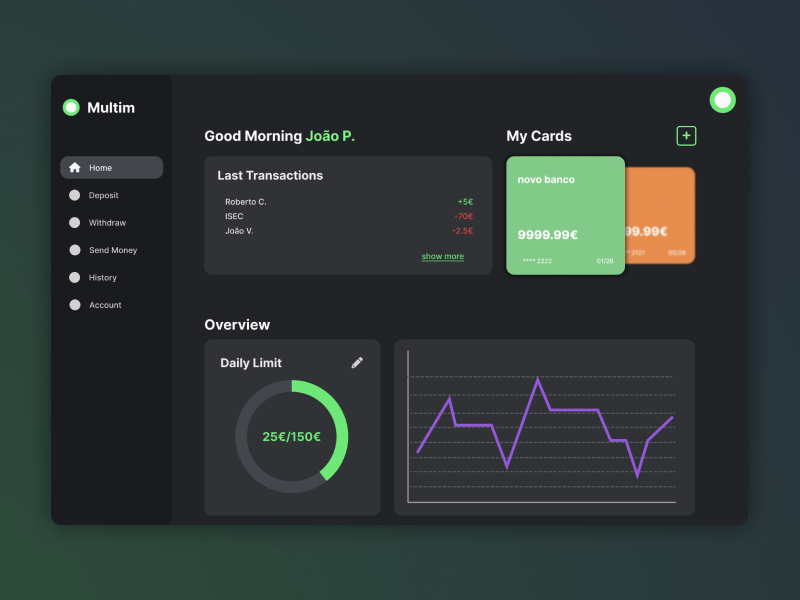 Multim
Home
Deposit
Withdraw
Send Money
History
Account
Good Morning João P.
Last Transactions
Roberto C. +5€
ISEC -70€
João V. -2.5€
show more
My Cards
novo banco
9999.99€
**** 2222 01/26
99.99€
** 2121 05/26
Overview
Daily Limit
25€/150€